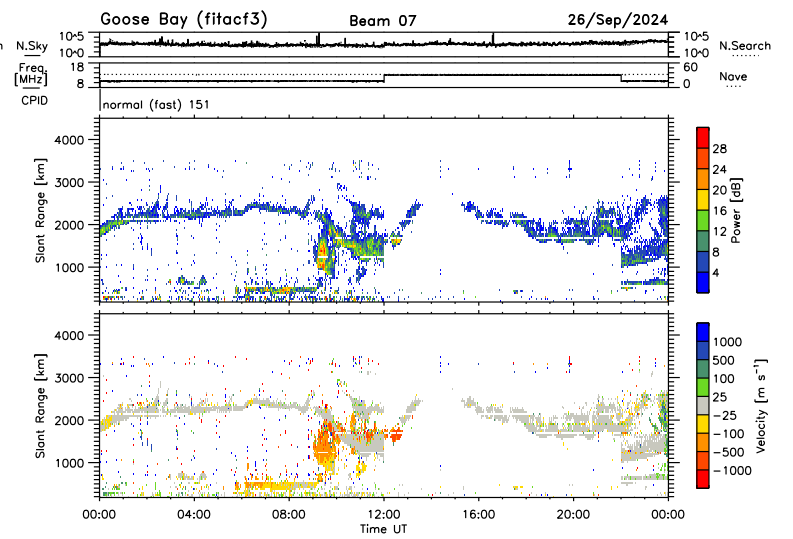 Goose Bay (fitacf3) Beam 07 26/Sep/2024
n N.Sky 10^5 10^0 10^5 10^0 N.Search
Freq. [MHz] 18 8 60 0 Nave
CPID normal (fast) 151
Slant Range [km] 4000 3000 2000 1000
28 24 20 16 12 8 4 Power [dB]
Slant Range [km] 4000 3000 2000 1000
1000 500 100 25 −25 −100 −500 −1000 Velocity [m s⁻¹]
00:00 04:00 08:00 12:00 16:00 20:00 00:00
Time UT